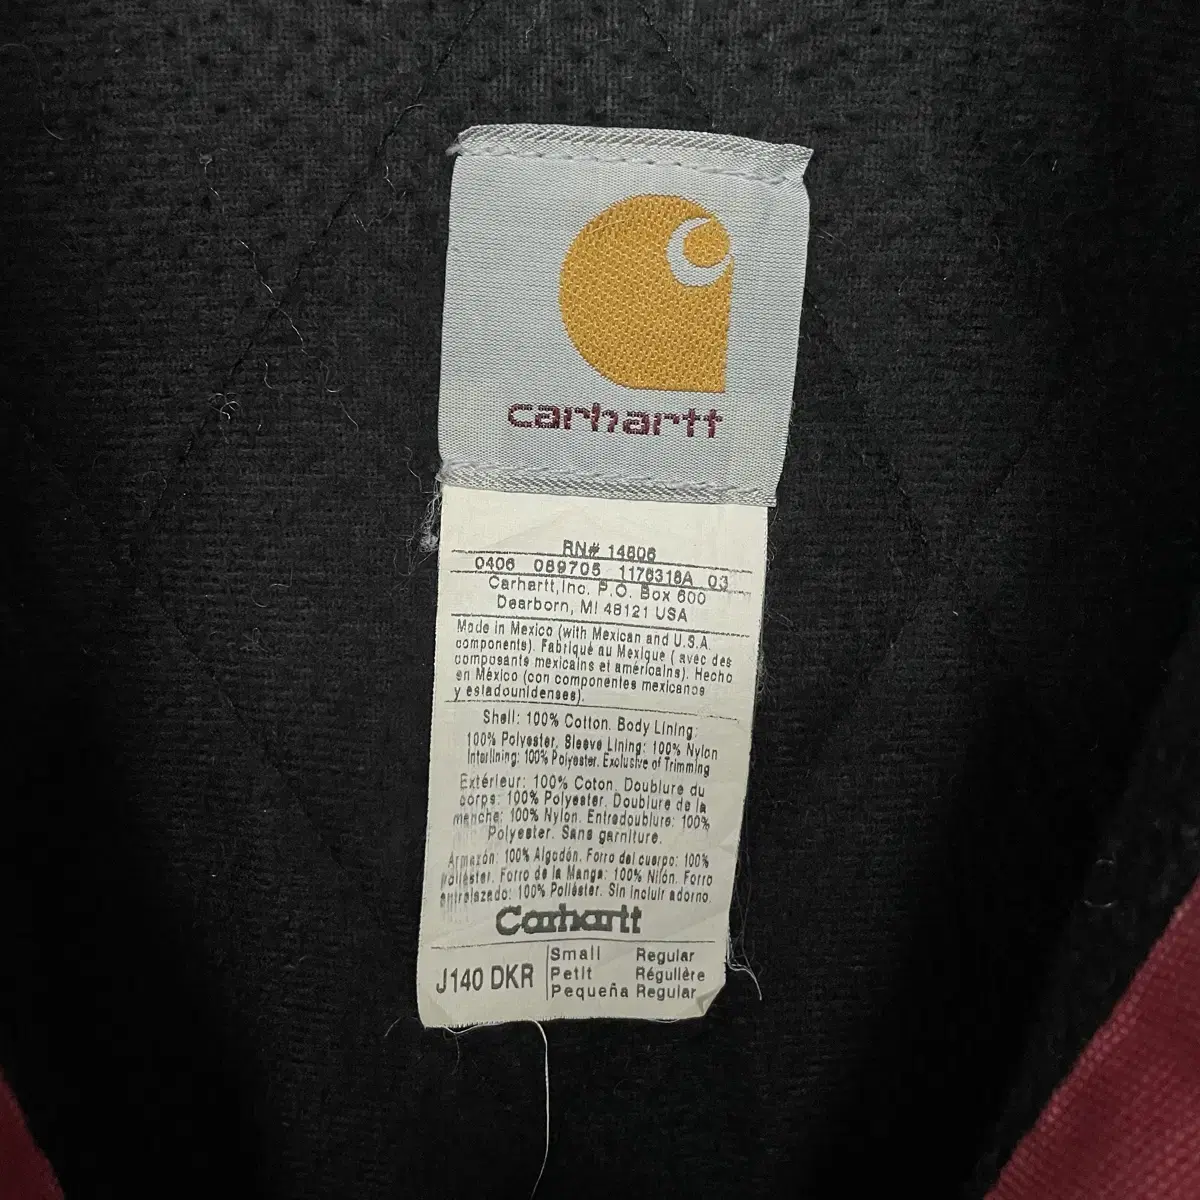 carhartt
RN# 14806
0406 089705 1176316A 03
Carhartt,Inc. P.O. Box 600
Dearborn, MI 48121 USA
Made in Mexico (with Mexican and U.S.A.
components). Fabriqué au Mexique ( avec des
composants mexicains et américains). Hecho
en México (con componentes mexicanos
y estadounidenses).
Shell: 100% Cotton. Body Lining:
100% Polyester. Sleeve Lining: 100% Nylon
Interlining: 100% Polyester. Exclusive of Trimming
Extérieur: 100% Coton. Doublure du
corps: 100% Polyester. Doublure de la
manche: 100% Nylon. Entredoublure: 100%
Polyester. Sans garniture.
Armazón: 100% Algodón. Forro del cuerpo: 100%
poliéster. Forro de la Manga: 100% Nilón. Forro
entrelazado: 100% Poliéster. Sin incluir adorno.
Carhartt
J140 DKR
Small Regular
Petit Régulière
Pequeña Regular